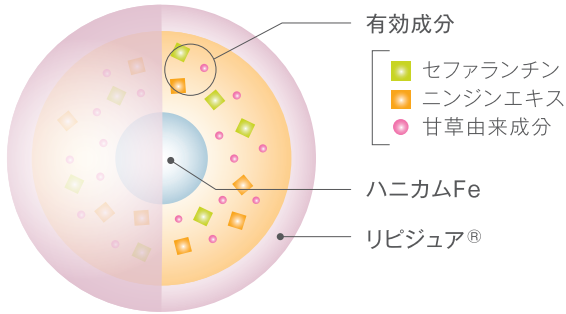 有効成分
セファランチン
ニンジンエキス
甘草由来成分
ハニカムFe
リピジュア®